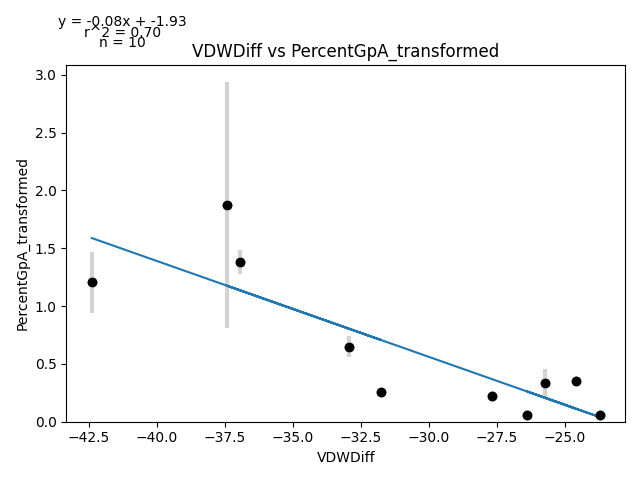 y = -0.08x + -1.93
r^2 = 0.70
n = 10
VDWDiff vs PercentGpA_transformed
3.0
2.5
2.0
1.5
1.0
0.5
0.0
PercentGpA_transformed
−42.5 −40.0 −37.5 −35.0 −32.5 −30.0 −27.5 −25.0
VDWDiff